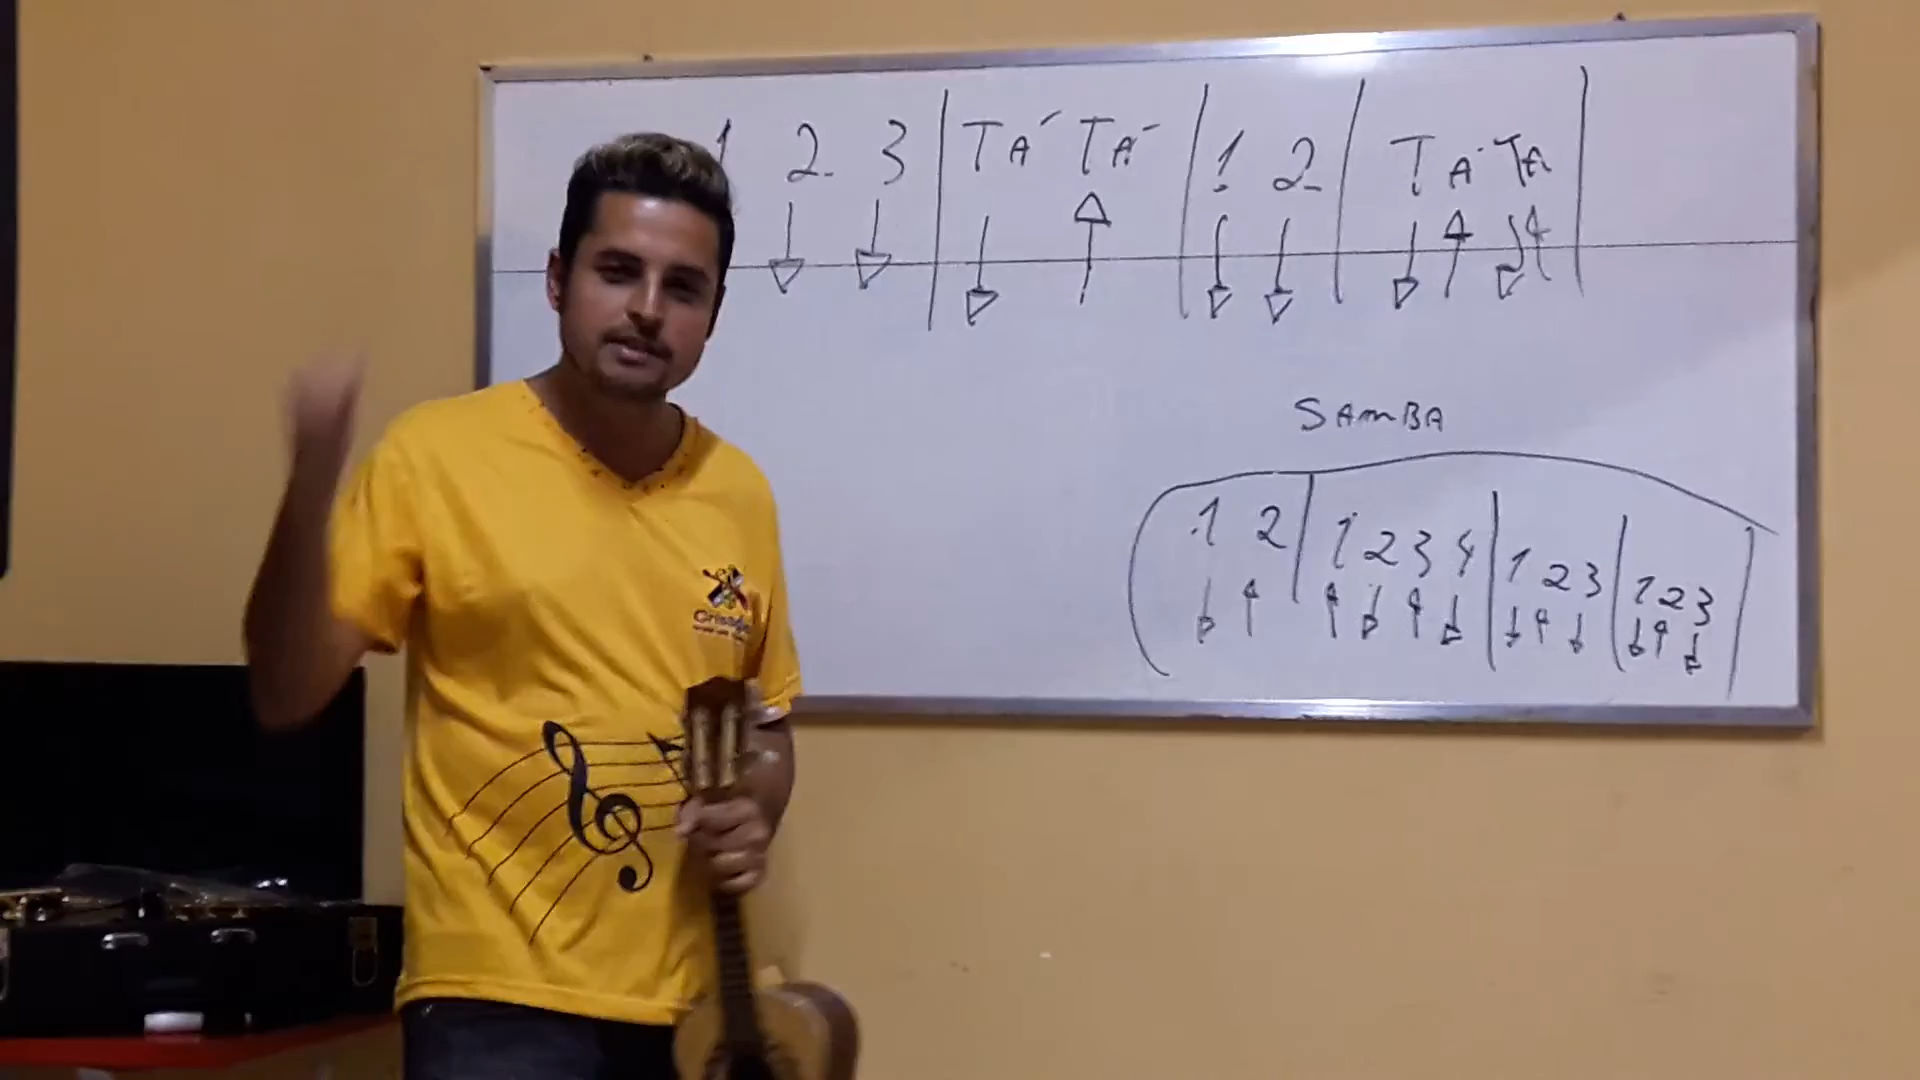 1 2 3 | TÁ TÁ | 1 2 | TÁ TÁ |
SAMBA
1 2 | 1 2 3 4 | 1 2 3 | 1 2 3 |